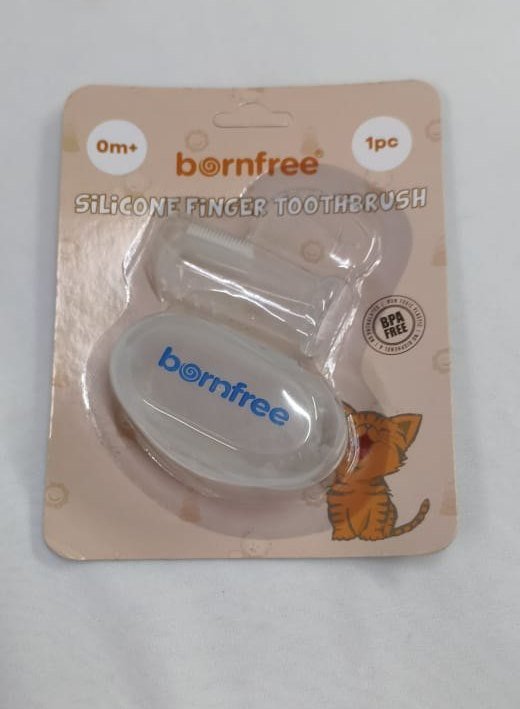 0m+
1pc
bornfree®
SiLiCONE FiNGER TOOTHBRUSH
BPA
FREE
bornfree